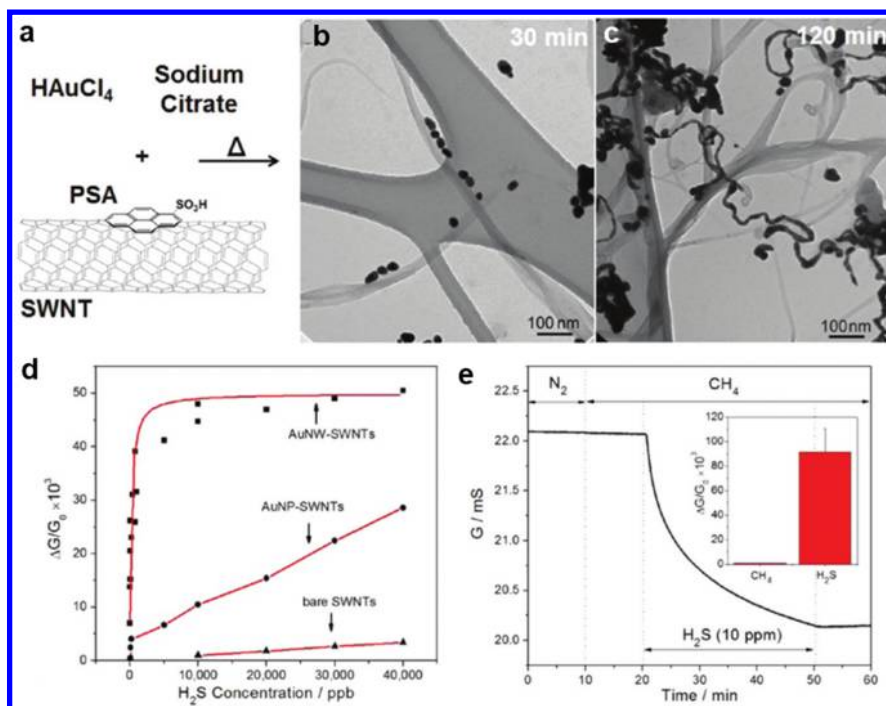 a
HAuCl₄
Sodium
Citrate
+
Δ
PSA
SO₃H
SWNT
b
30 min
100 nm
c
120 min
100 nm
d
50
40
30
20
10
0
ΔG/G₀ ×10³
AuNW-SWNTs
AuNP-SWNTs
bare SWNTs
0
10,000
20,000
30,000
40,000
H₂S Concentration / ppb
e
22.5
22.0
21.5
21.0
20.5
20.0
G / mS
N₂
CH₄
120
100
80
60
40
20
0
ΔG/G₀ ×10³
CH₄
H₂S
H₂S (10 ppm)
0
10
20
30
40
50
60
Time / min